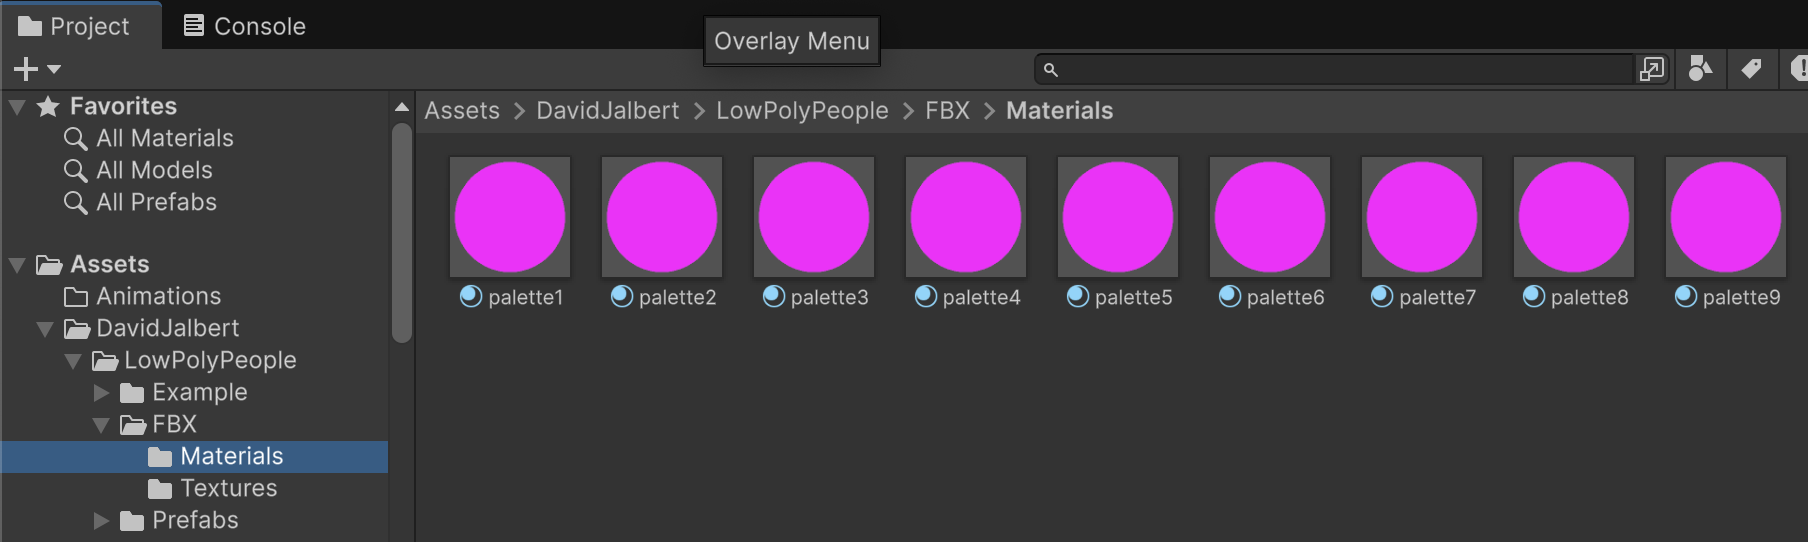 Project
Console
Overlay Menu
Favorites
All Materials
All Models
All Prefabs
Assets
Animations
DavidJalbert
LowPolyPeople
Example
FBX
Materials
Textures
Prefabs
Assets > DavidJalbert > LowPolyPeople > FBX > Materials
palette1
palette2
palette3
palette4
palette5
palette6
palette7
palette8
palette9